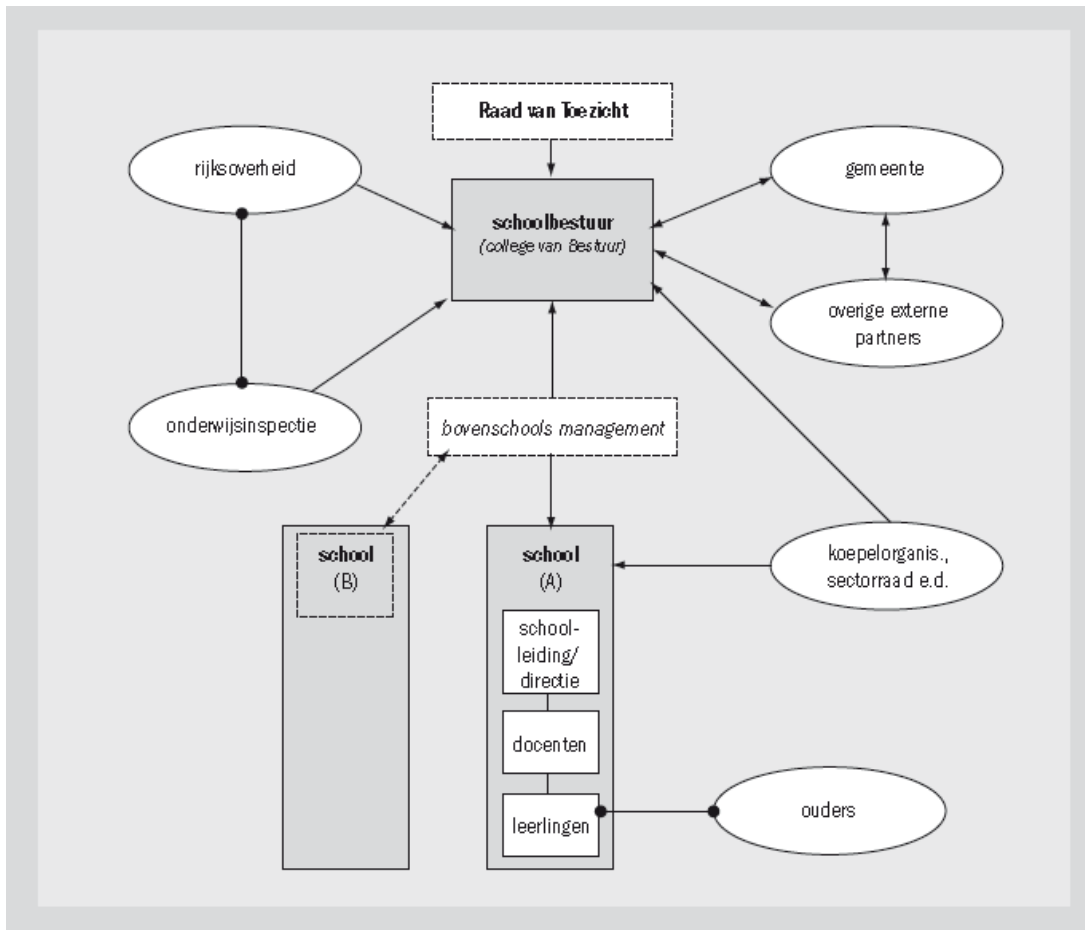 Raad van Toezicht
rijksoverheid
gemeente
schoolbestuur
(college van Bestuur)
overige externe
partners
onderwijsinspectie
bovenschools management
school
(B)
school
(A)
koepelorganis.,
sectorraad e.d.
school-
leiding/
directie
docenten
leerlingen
ouders